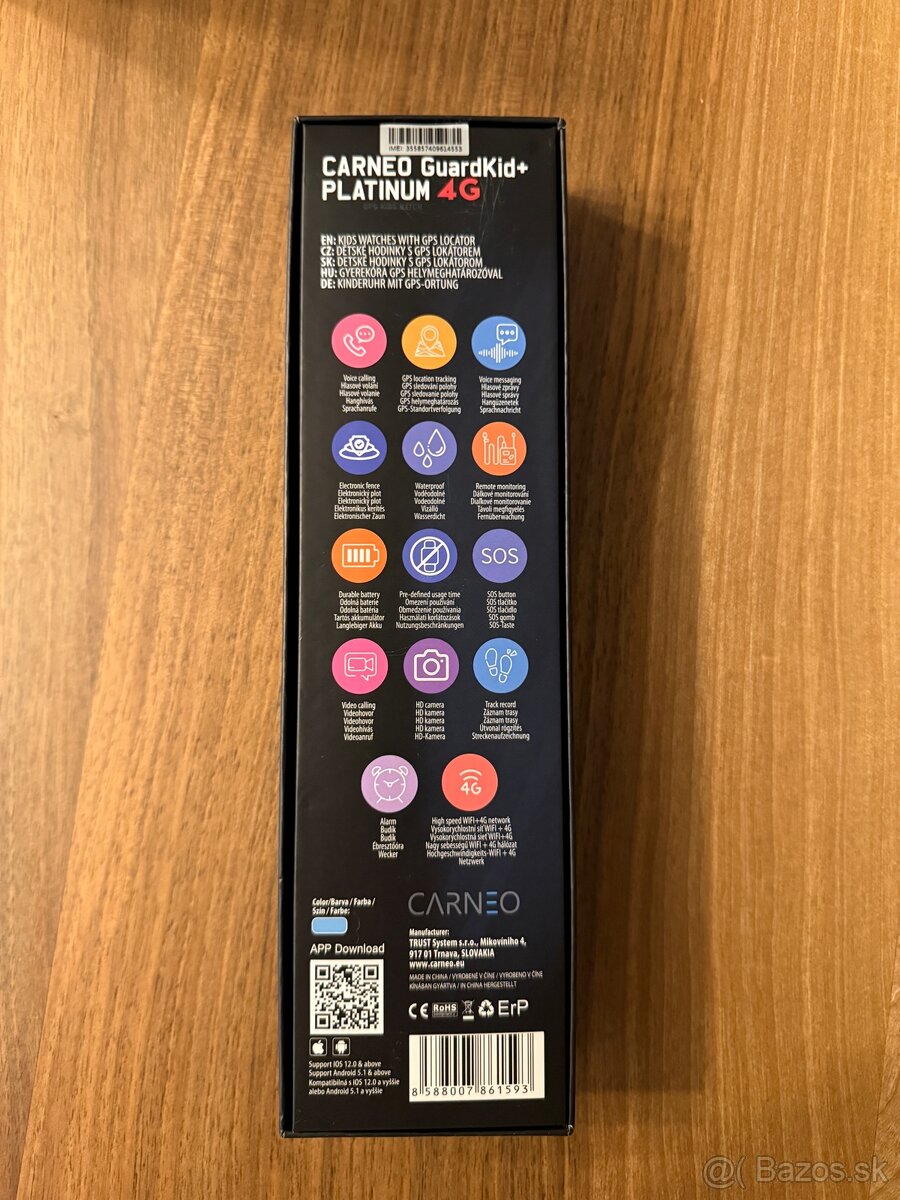 IMEI: 355857409614553
CARNEO GuardKid+
PLATINUM 4G
GPS KIDS WATCH
EN: KIDS WATCHES WITH GPS LOCATOR
CZ: DĚTSKÉ HODINKY S GPS LOKÁTOREM
SK: DETSKÉ HODINKY S GPS LOKÁTOROM
HU: GYEREKÓRA GPS HELYMEGHATÁROZÓVAL
DE: KINDERUHR MIT GPS-ORTUNG
Voice calling
Hlasové volání
Hlasové volanie
Hanghívás
Sprachanrufe
GPS location tracking
GPS sledování polohy
GPS sledovanie polohy
GPS helymeghatározás
GPS-Standortverfolgung
Voice messaging
Hlasové zprávy
Hlasové správy
Hangüzenetek
Sprachnachricht
Electronic fence
Elektronický plot
Elektronický plot
Elektronikus kerítés
Elektronischer Zaun
Waterproof
Voděodolné
Vodeodolné
Vízálló
Wasserdicht
Remote monitoring
Dálkové monitorování
Diaľkové monitorovanie
Távoli megfigyelés
Fernüberwachung
SOS
Durable battery
Odolná baterie
Odolná batéria
Tartós akkumulátor
Langlebiger Akku
Pre-defined usage time
Omezení používání
Obmedzenie používania
Használati korlátozások
Nutzungsbeschränkungen
SOS button
SOS tlačítko
SOS tlačidlo
SOS gomb
SOS-Taste
Video calling
Videohovor
Videohovor
Videohívás
Videoanruf
HD camera
HD kamera
HD kamera
HD kamera
HD-Kamera
Track record
Záznam trasy
Záznam trasy
Útvonal rögzítés
Streckenaufzeichnung
4G
Alarm
Budík
Budík
Ébresztőóra
Wecker
High speed WIFI+4G network
Vysokorychlostní síť WIFI + 4G
Vysokorýchlostná sieť WIFI+4G
Nagy sebességű WIFI + 4G hálózat
Hochgeschwindigkeits-WIFI + 4G
Netzwerk
Color/Barva / Farba /
Szín / Farbe:
APP Download
Support IOS 12.0 & above
Support Android 5.1 & above
Kompatibilná s iOS 12.0 a vyššie
alebo Android 5.1 a vyššie
CARNEO
Manufacturer:
TRUST System s.r.o., Mikovíniho 4,
917 01 Trnava, SLOVAKIA
www.carneo.eu
MADE IN CHINA / VYROBENÉ V ČÍNE / VYROBENO V ČÍNĚ
KÍNÁBAN GYÁRTVA / IN CHINA HERGESTELLT
CE RoHS ErP
8 588007 861593
@( Bazos.sk